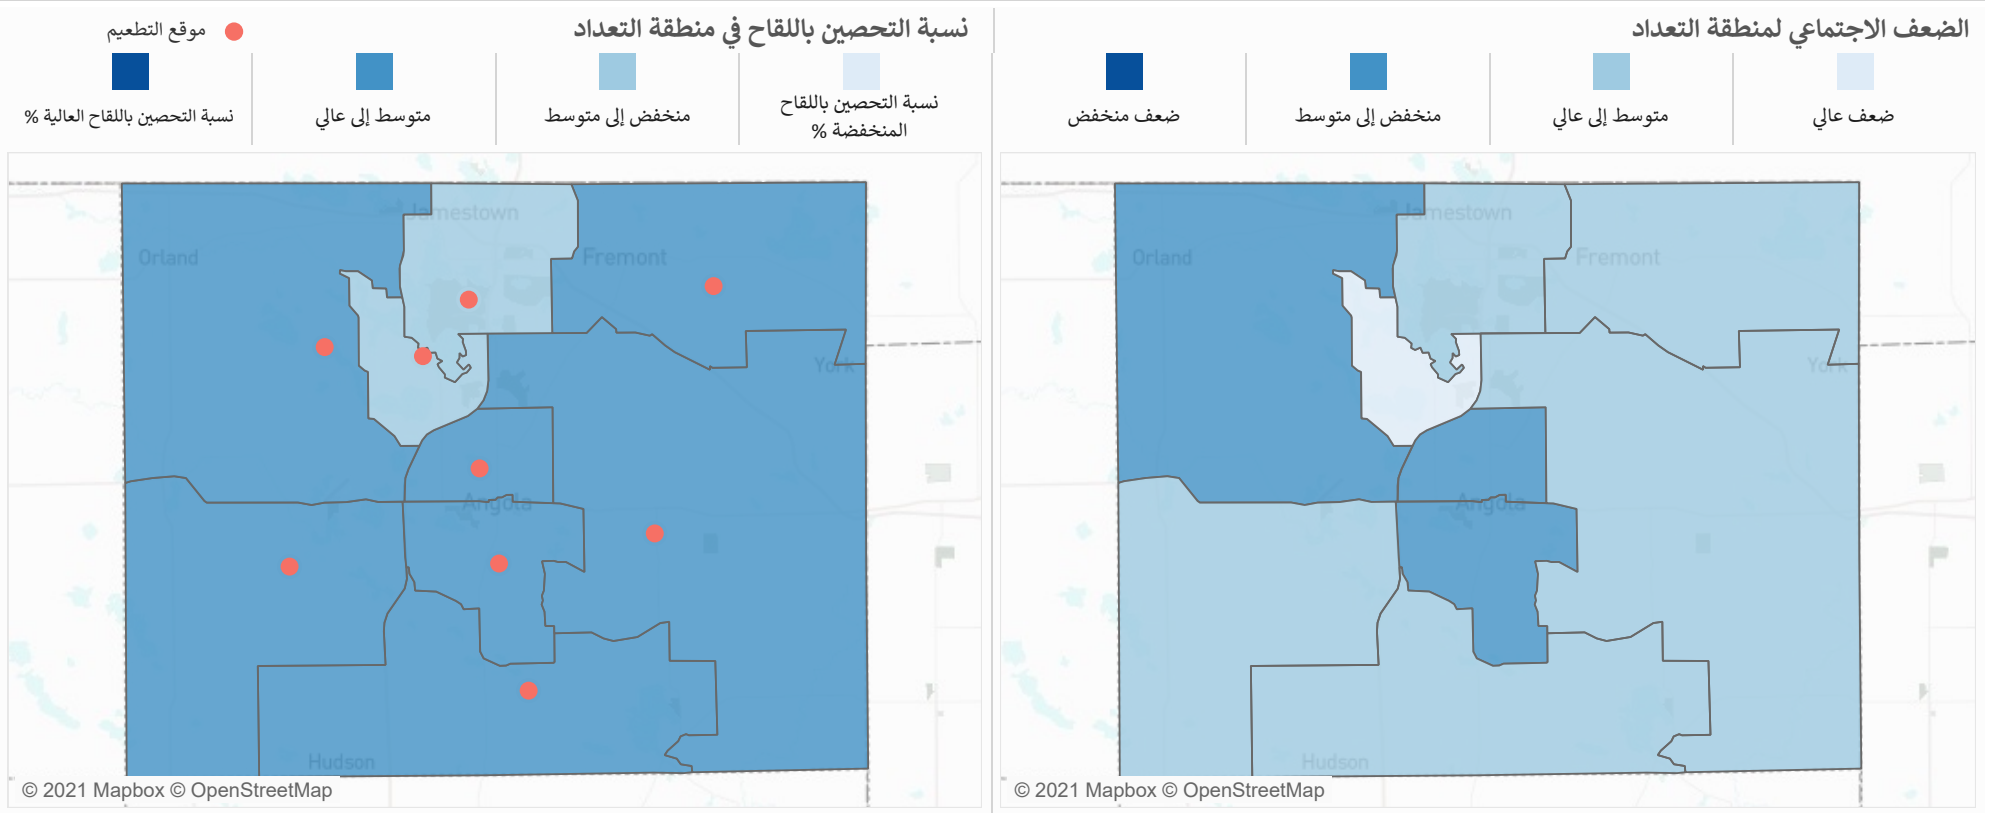 الضعف الاجتماعي لمنطقة التعداد
ضعف عالي
متوسط إلى عالي
منخفض إلى متوسط
ضعف منخفض
Jamestown
Orland
Fremont
York
Angola
Hudson
© 2021 Mapbox © OpenStreetMap
نسبة التحصين باللقاح في منطقة التعداد
موقع التطعيم
نسبة التحصين باللقاح
المنخفضة %
منخفض إلى متوسط
متوسط إلى عالي
نسبة التحصين باللقاح العالية %
Jamestown
Orland
Fremont
York
Angola
Hudson
© 2021 Mapbox © OpenStreetMap